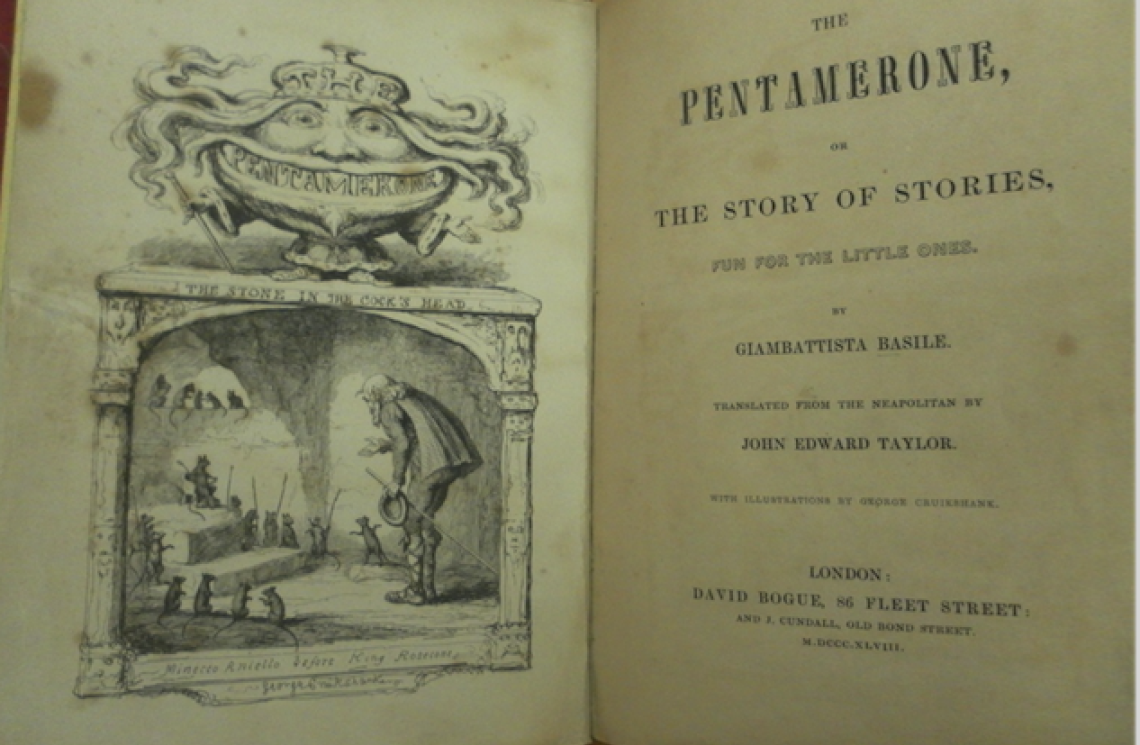 THE
PENTAMERONE
THE STONE IN THE COCK'S HEAD.
Minecco Aniello before King Rosecone
George Cruikshank
THE
PENTAMERONE,
OR
THE STORY OF STORIES,
FUN FOR THE LITTLE ONES.
BY
GIAMBATTISTA BASILE.
TRANSLATED FROM THE NEAPOLITAN BY
JOHN EDWARD TAYLOR.
WITH ILLUSTRATIONS BY GEORGE CRUIKSHANK.
LONDON:
DAVID BOGUE, 86 FLEET STREET:
AND J. CUNDALL, OLD BOND STREET.
M.DCCC.XLVIII.